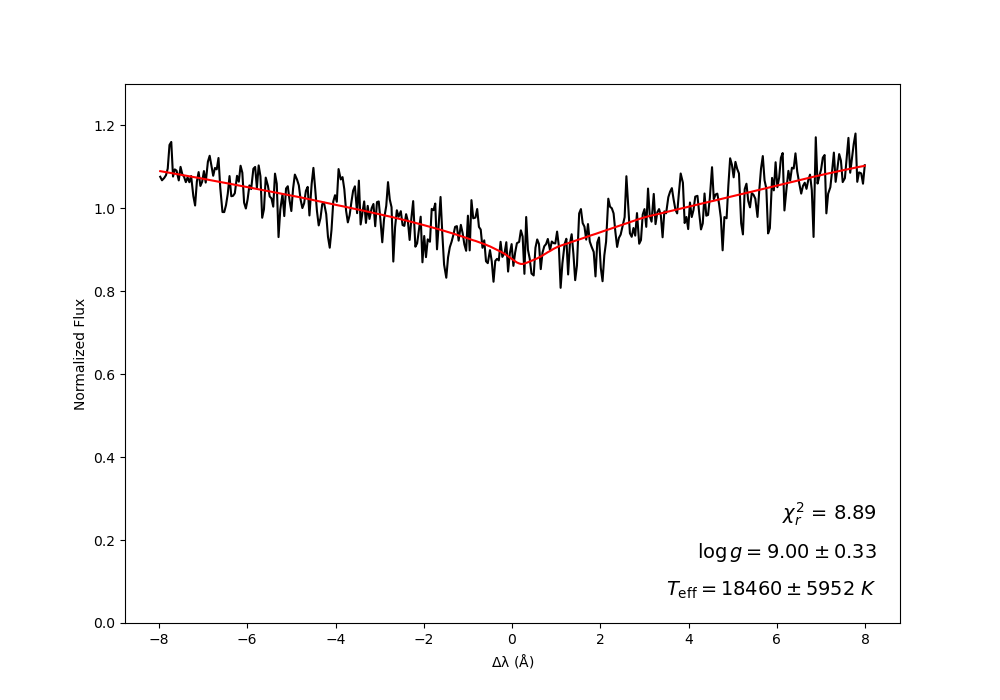 Normalized Flux
1.2
1.0
0.8
0.6
0.4
0.2
0.0
χ²ᵣ = 8.89
log g = 9.00 ± 0.33
T_eff = 18460 ± 5952 K
−8 −6 −4 −2 0 2 4 6 8
Δλ (Å)